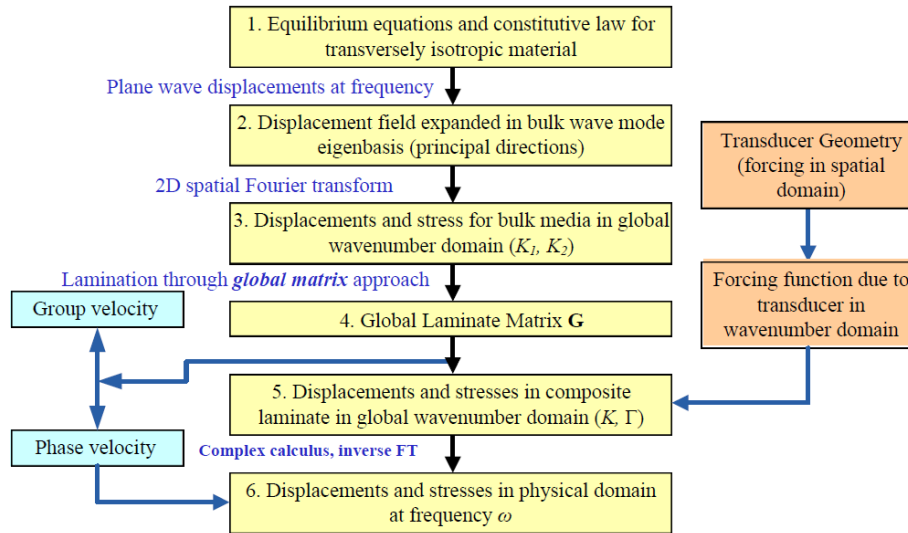 1. Equilibrium equations and constitutive law for
transversely isotropic material
Plane wave displacements at frequency
2. Displacement field expanded in bulk wave mode
eigenbasis (principal directions)
Transducer Geometry
(forcing in spatial
domain)
2D spatial Fourier transform
3. Displacements and stress for bulk media in global
wavenumber domain (K1, K2)
Lamination through global matrix approach
Forcing function due to
transducer in
wavenumber domain
Group velocity
4. Global Laminate Matrix G
5. Displacements and stresses in composite
laminate in global wavenumber domain (K, Γ)
Phase velocity
Complex calculus, inverse FT
6. Displacements and stresses in physical domain
at frequency ω